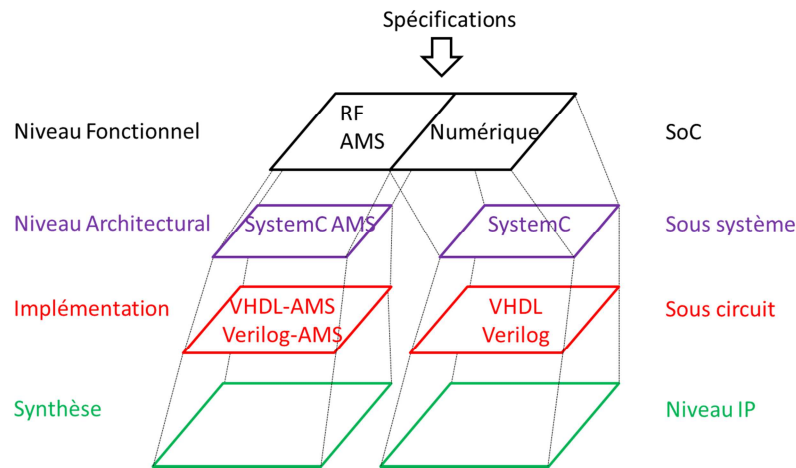 Spécifications
Niveau Fonctionnel
RF
AMS
Numérique
SoC
Niveau Architectural
SystemC AMS
SystemC
Sous système
Implémentation
VHDL-AMS
Verilog-AMS
VHDL
Verilog
Sous circuit
Synthèse
Niveau IP